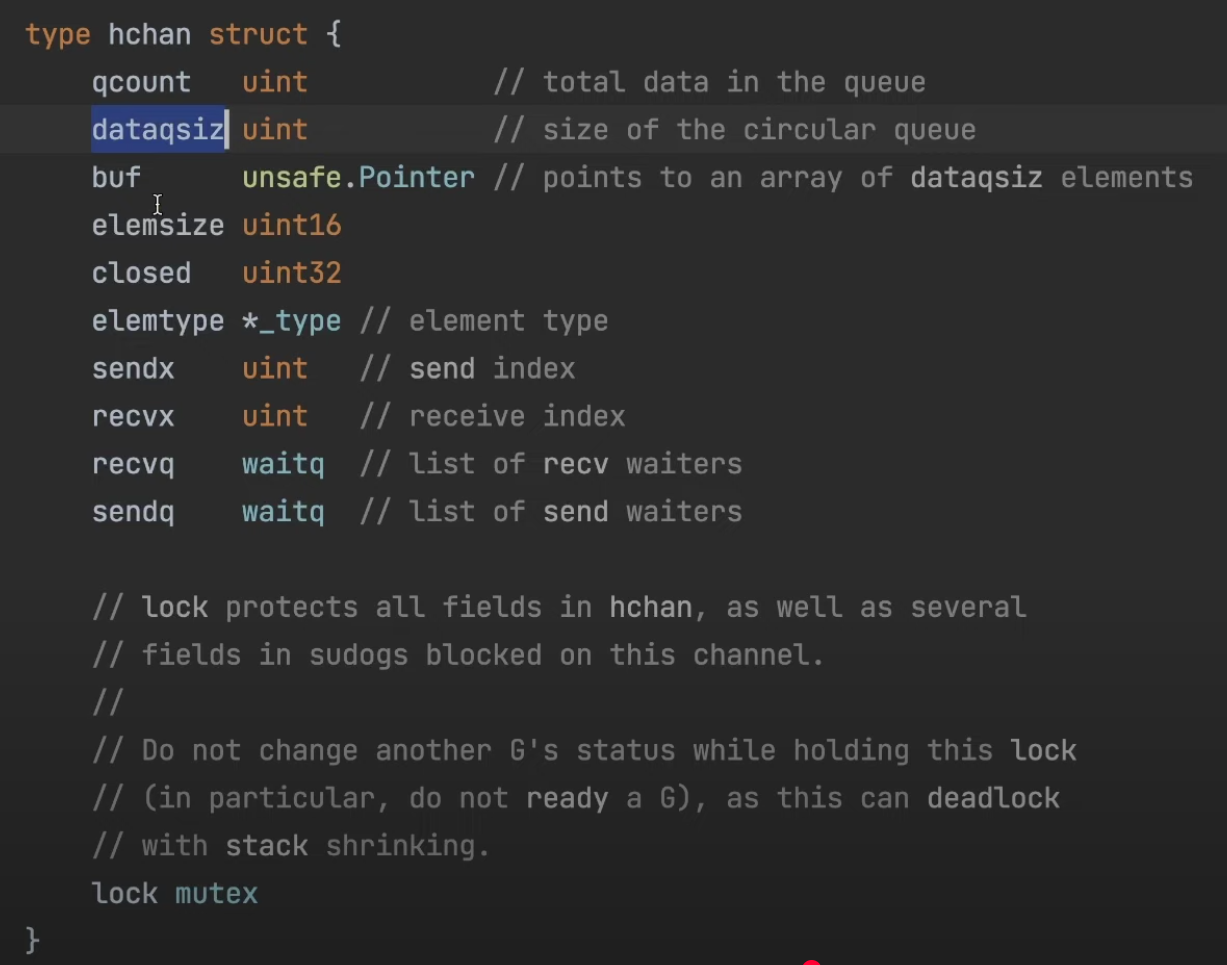 type hchan struct {
qcount uint // total data in the queue
dataqsiz uint // size of the circular queue
buf unsafe.Pointer // points to an array of dataqsiz elements
elemsize uint16
closed uint32
elemtype *_type // element type
sendx uint // send index
recvx uint // receive index
recvq waitq // list of recv waiters
sendq waitq // list of send waiters
// lock protects all fields in hchan, as well as several
// fields in sudogs blocked on this channel.
//
// Do not change another G's status while holding this lock
// (in particular, do not ready a G), as this can deadlock
// with stack shrinking.
lock mutex
}